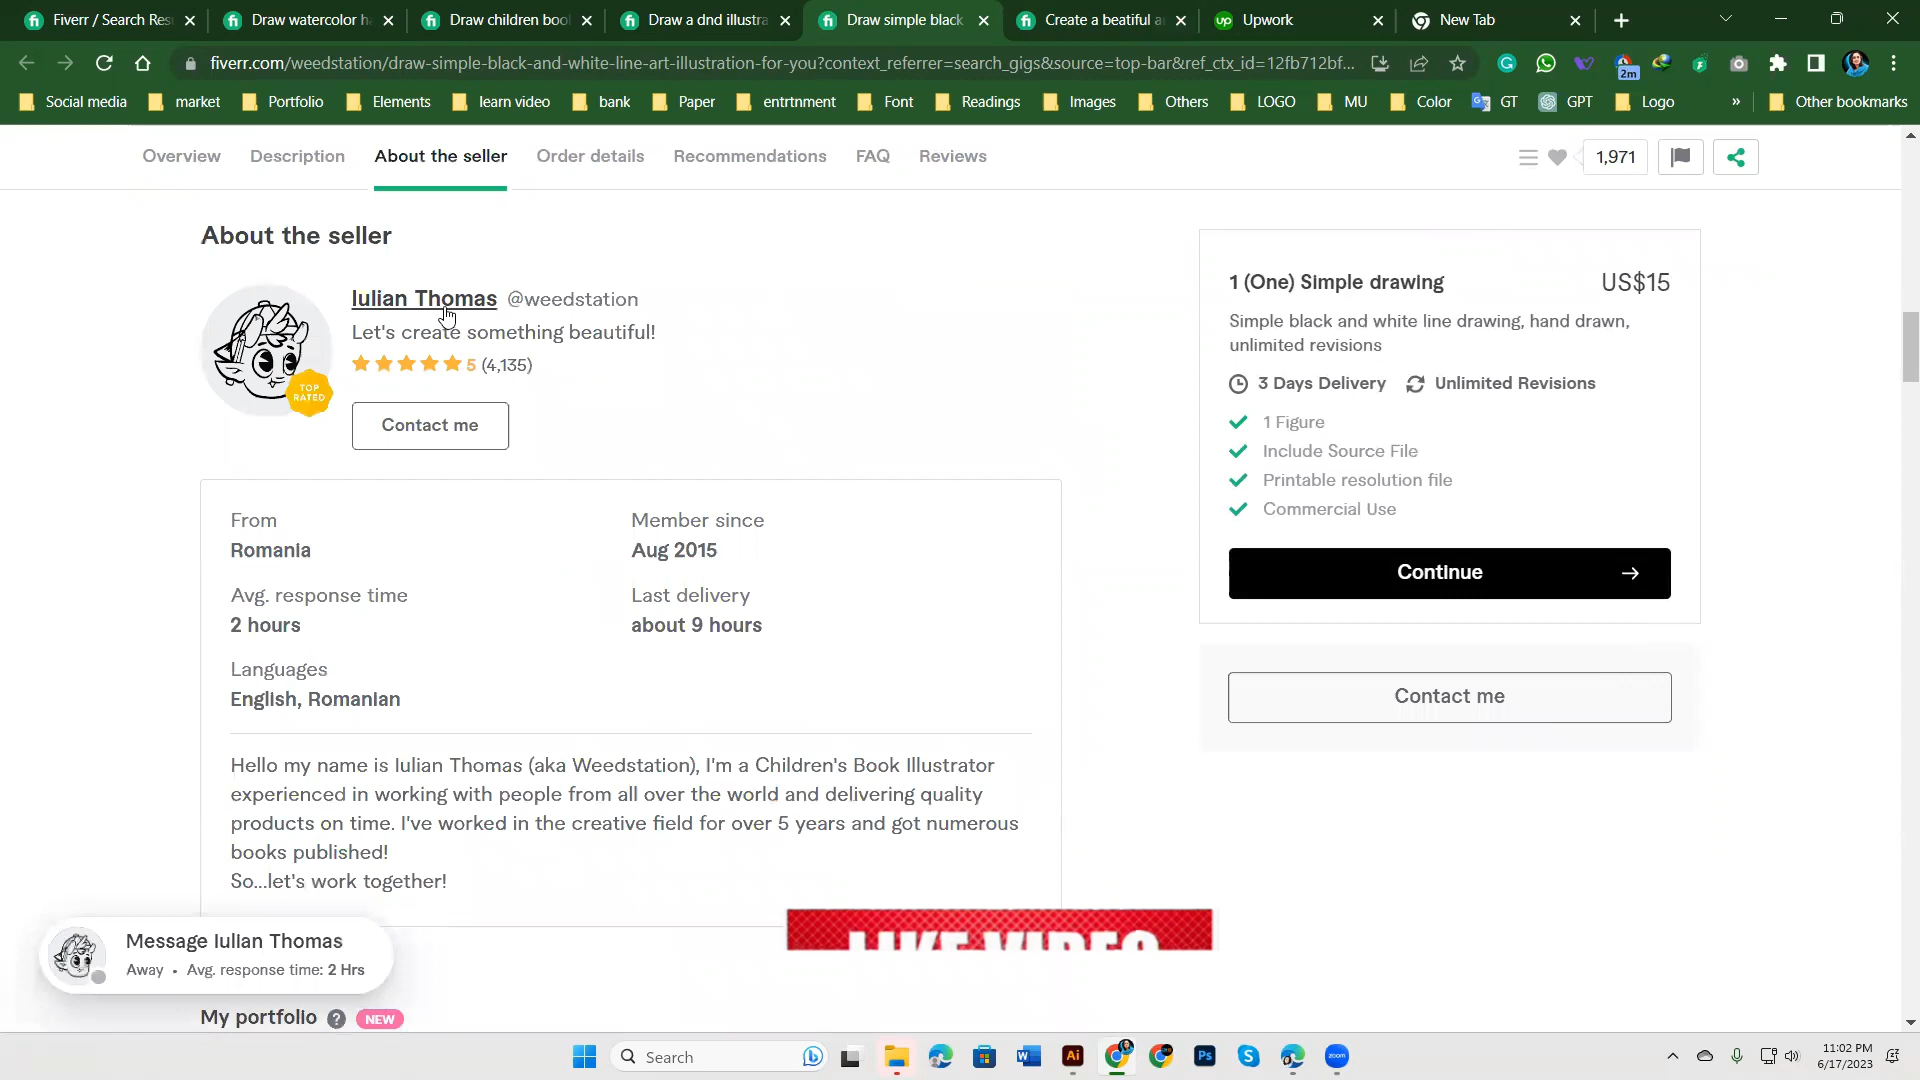 Fiverr / Search Res
Draw watercolor h
Draw children boo
Draw a dnd illustra
Draw simple black
Create a beatiful a
up
Upwork
New Tab
fiverr.com/weedstation/draw-simple-black-and-white-line-art-illustration-for-you?context_referrer=search_gigs&source=top-bar&ref_ctx_id=12fb712bf...
2m
Social media
market
Portfolio
Elements
learn video
bank
Paper
entrtnment
Font
Readings
Images
Others
LOGO
MU
Color
GT
GPT
Logo
»
Other bookmarks
Overview
Description
About the seller
Order details
Recommendations
FAQ
Reviews
1,971
About the seller
Iulian Thomas @weedstation
Let's create something beautiful!
5 (4,135)
TOP
RATED
Contact me
From
Romania
Member since
Aug 2015
Avg. response time
2 hours
Last delivery
about 9 hours
Languages
English, Romanian
Hello my name is Iulian Thomas (aka Weedstation), I'm a Children's Book Illustrator
experienced in working with people from all over the world and delivering quality
products on time. I've worked in the creative field for over 5 years and got numerous
books published!
So...let's work together!
1 (One) Simple drawing
US$15
Simple black and white line drawing, hand drawn,
unlimited revisions
3 Days Delivery
Unlimited Revisions
1 Figure
Include Source File
Printable resolution file
Commercial Use
Continue
Contact me
LIKE VIDEO
Message Iulian Thomas
Away • Avg. response time: 2 Hrs
My portfolio
?
NEW
Search
Ai
Ps
zoom
11:02 PM
6/17/2023